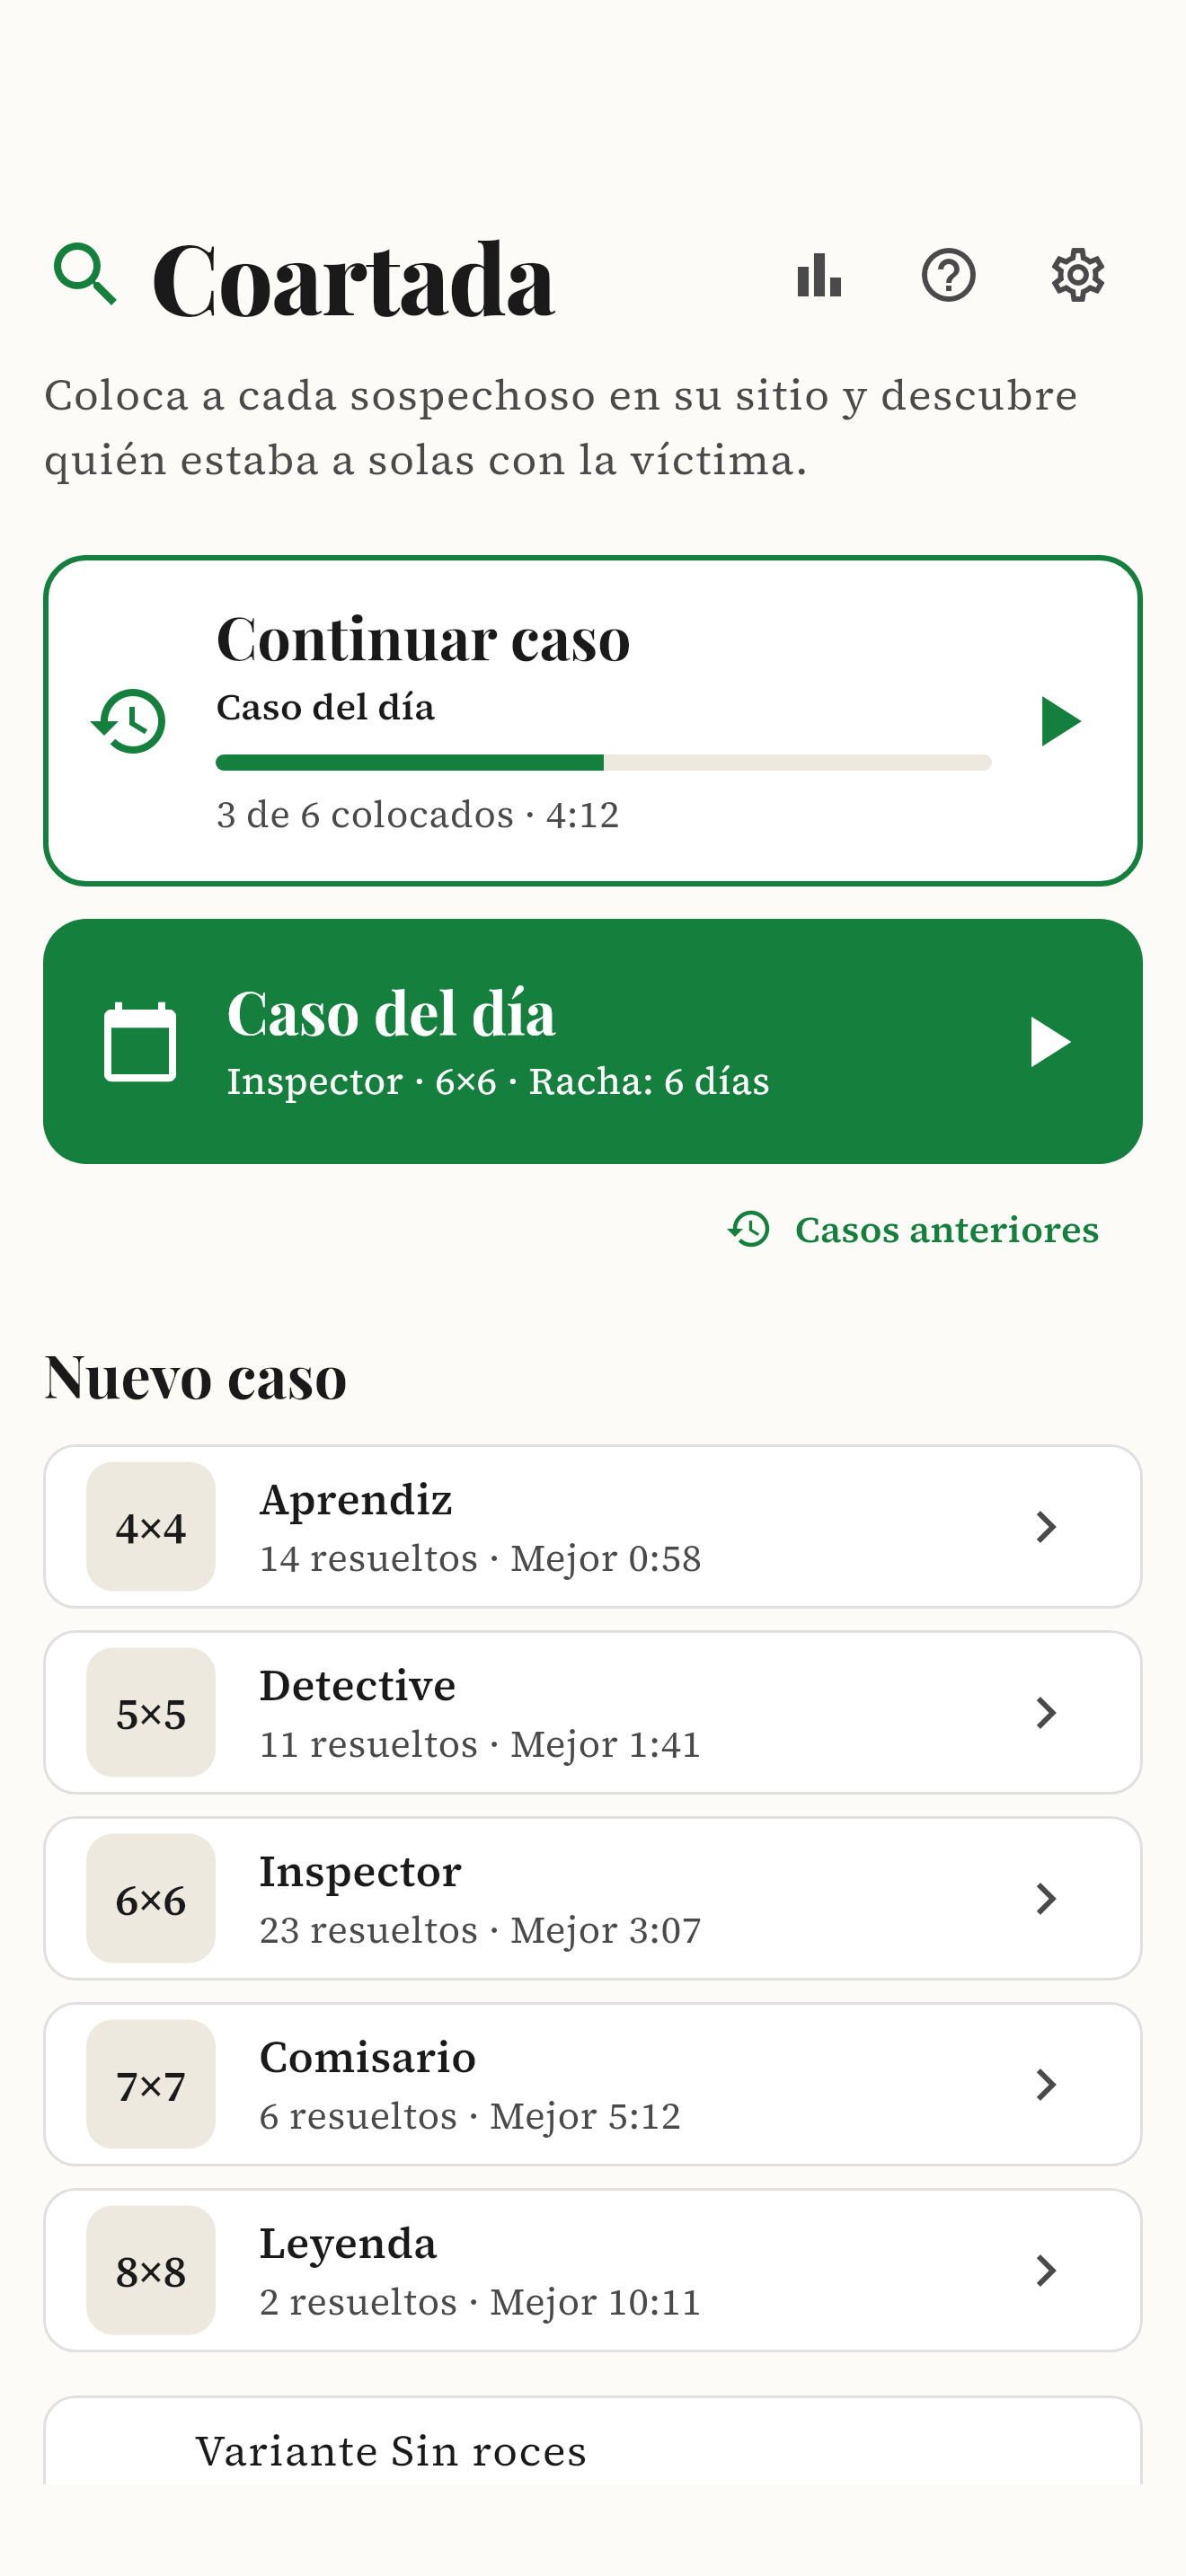 Coartada
Coloca a cada sospechoso en su sitio y descubre
quién estaba a solas con la víctima.
Continuar caso
Caso del día
3 de 6 colocados · 4:12
Caso del día
Inspector · 6×6 · Racha: 6 días
Casos anteriores
Nuevo caso
4×4
Aprendiz
14 resueltos · Mejor 0:58
5×5
Detective
11 resueltos · Mejor 1:41
6×6
Inspector
23 resueltos · Mejor 3:07
7×7
Comisario
6 resueltos · Mejor 5:12
8×8
Leyenda
2 resueltos · Mejor 10:11
Variante Sin roces